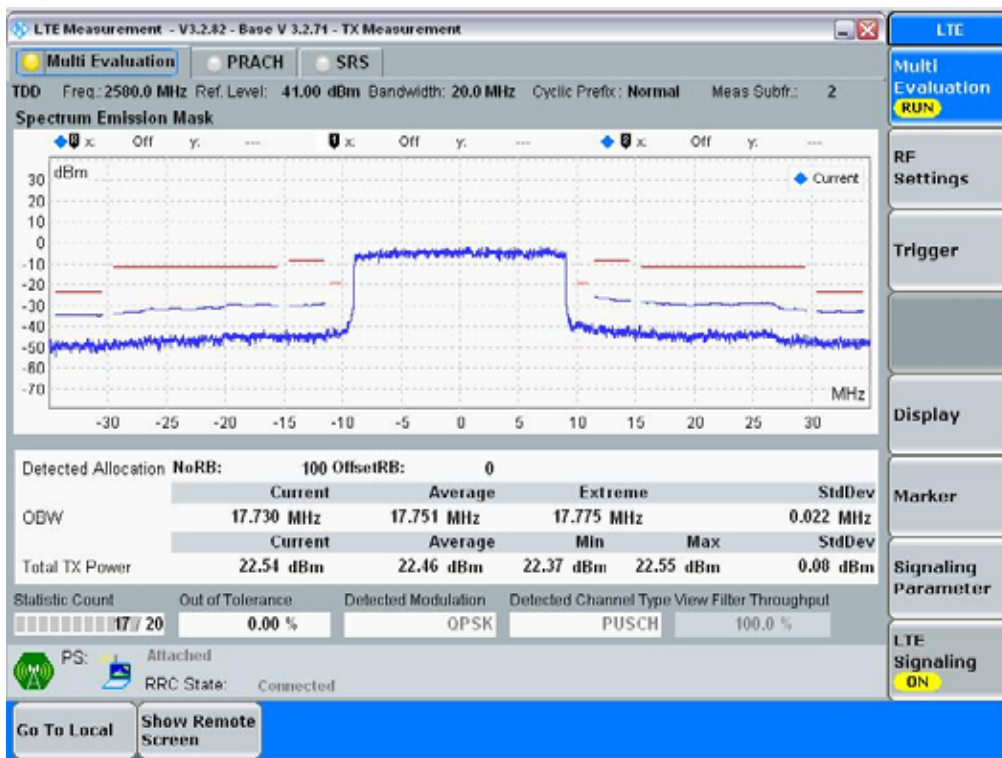 LTE Measurement - V3.2.82 - Base V 3.2.71 - TX Measurement
LTE
Multi Evaluation PRACH SRS
Multi Evaluation RUN
TDD Freq.: 2580.0 MHz Ref. Level: 41.00 dBm Bandwidth: 20.0 MHz Cyclic Prefix: Normal Meas Subfr.: 2
Spectrum Emission Mask
x: Off y: --- 1 x: Off y: --- 2 x: Off y: ---
dBm
Current
30
20
10
0
-10
-20
-30
-40
-50
-60
-70
MHz
-30 -25 -20 -15 -10 -5 0 5 10 15 20 25 30
RF Settings
Trigger
Display
Marker
Signaling Parameter
LTE Signaling ON
Detected Allocation NoRB: 100 OffsetRB: 0
Current Average Extreme StdDev
OBW 17.730 MHz 17.751 MHz 17.775 MHz 0.022 MHz
Current Average Min Max StdDev
Total TX Power 22.54 dBm 22.46 dBm 22.37 dBm 22.55 dBm 0.08 dBm
Statistic Count Out of Tolerance Detected Modulation Detected Channel Type View Filter Throughput
17 / 20 0.00 % QPSK PUSCH 100.0 %
PS: Attached
RRC State: Connected
Go To Local
Show Remote Screen